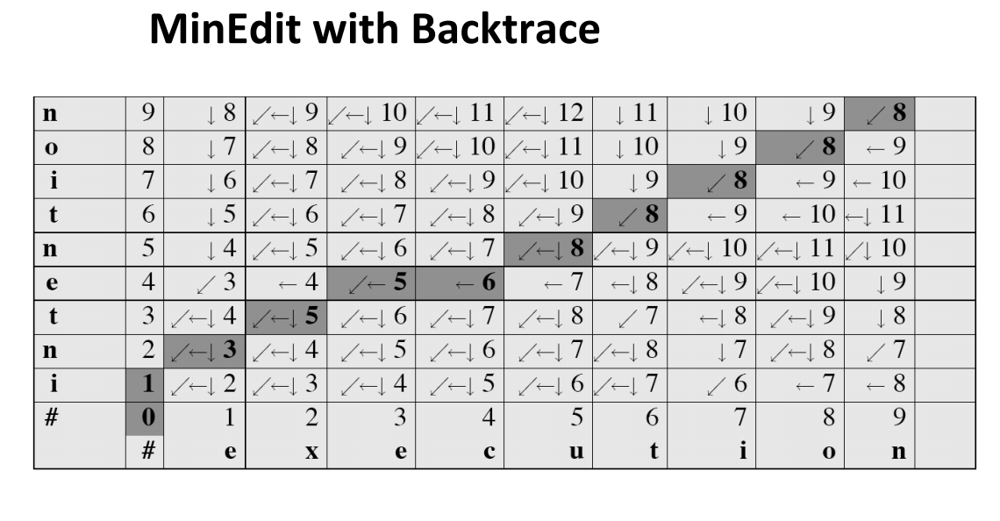 MinEdit with Backtrace
n 9 ↓ 8 ↙←↓ 9 ↙←↓ 10 ↙←↓ 11 ↙←↓ 12 ↓ 11 ↓ 10 ↓ 9 ↙ 8
o 8 ↓ 7 ↙←↓ 8 ↙←↓ 9 ↙←↓ 10 ↙←↓ 11 ↓ 10 ↓ 9 ↙ 8 ← 9
i 7 ↓ 6 ↙←↓ 7 ↙←↓ 8 ↙←↓ 9 ↙←↓ 10 ↓ 9 ↙ 8 ← 9 ← 10
t 6 ↓ 5 ↙←↓ 6 ↙←↓ 7 ↙←↓ 8 ↙←↓ 9 ↙ 8 ← 9 ← 10 ←↓ 11
n 5 ↓ 4 ↙←↓ 5 ↙←↓ 6 ↙←↓ 7 ↙←↓ 8 ↙←↓ 9 ↙←↓ 10 ↙←↓ 11 ↙↓ 10
e 4 ↙ 3 ← 4 ↙← 5 ← 6 ← 7 ←↓ 8 ↙←↓ 9 ↙←↓ 10 ↓ 9
t 3 ↙←↓ 4 ↙←↓ 5 ↙←↓ 6 ↙←↓ 7 ↙←↓ 8 ↙ 7 ←↓ 8 ↙←↓ 9 ↓ 8
n 2 ↙←↓ 3 ↙←↓ 4 ↙←↓ 5 ↙←↓ 6 ↙←↓ 7 ↙←↓ 8 ↓ 7 ↙←↓ 8 ↙ 7
i 1 ↙←↓ 2 ↙←↓ 3 ↙←↓ 4 ↙←↓ 5 ↙←↓ 6 ↙←↓ 7 ↙ 6 ← 7 ← 8
# 0 1 2 3 4 5 6 7 8 9
# e x e c u t i o n